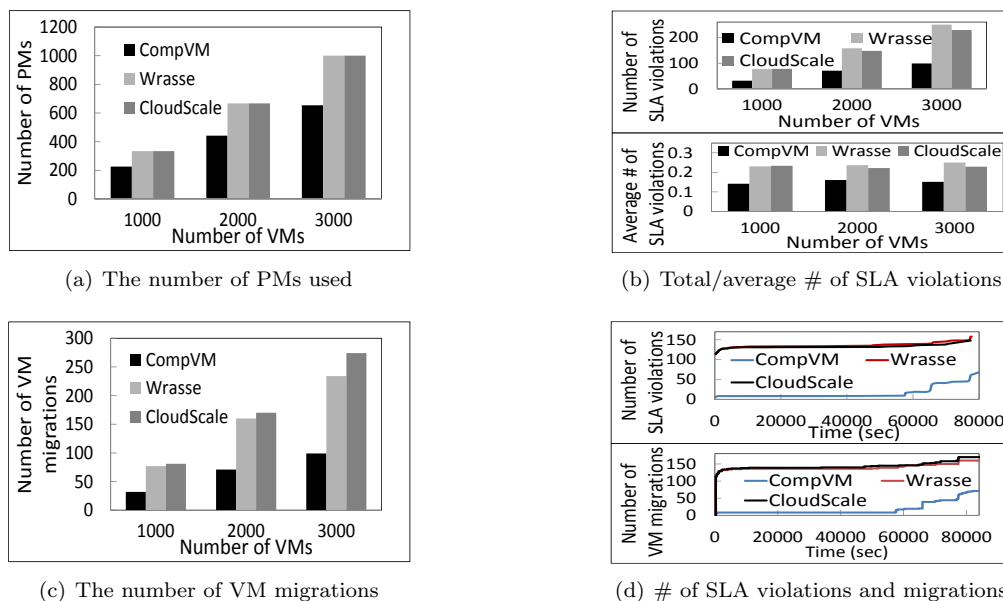 1200
1000
800
600
400
200
0
Number of PMs
CompVM
Wrasse
CloudScale
1000 2000 3000
Number of VMs
(a) The number of PMs used
Number of
SLA violations
200
100
0
CompVM Wrasse
CloudScale
1000 2000 3000
Number of VMs
Average # of
SLA violations
0.3
0.2
0.1
0
CompVM Wrasse CloudScale
1000 2000 3000
Number of VMs
(b) Total/average # of SLA violations
300
250
200
150
100
50
0
Number of VM
migrations
CompVM
Wrasse
CloudScale
1000 2000 3000
Number of VMs
(c) The number of VM migrations
Number of
SLA violations
150
100
50
0
CompVM Wrasse
CloudScale
0 20000 40000 60000 80000
Time (sec)
Number of
VM migrations
150
100
50
0
CompVM Wrasse
CloudScale
0 20000 40000 60000 80000
Time (sec)
(d) # of SLA violations and migrations